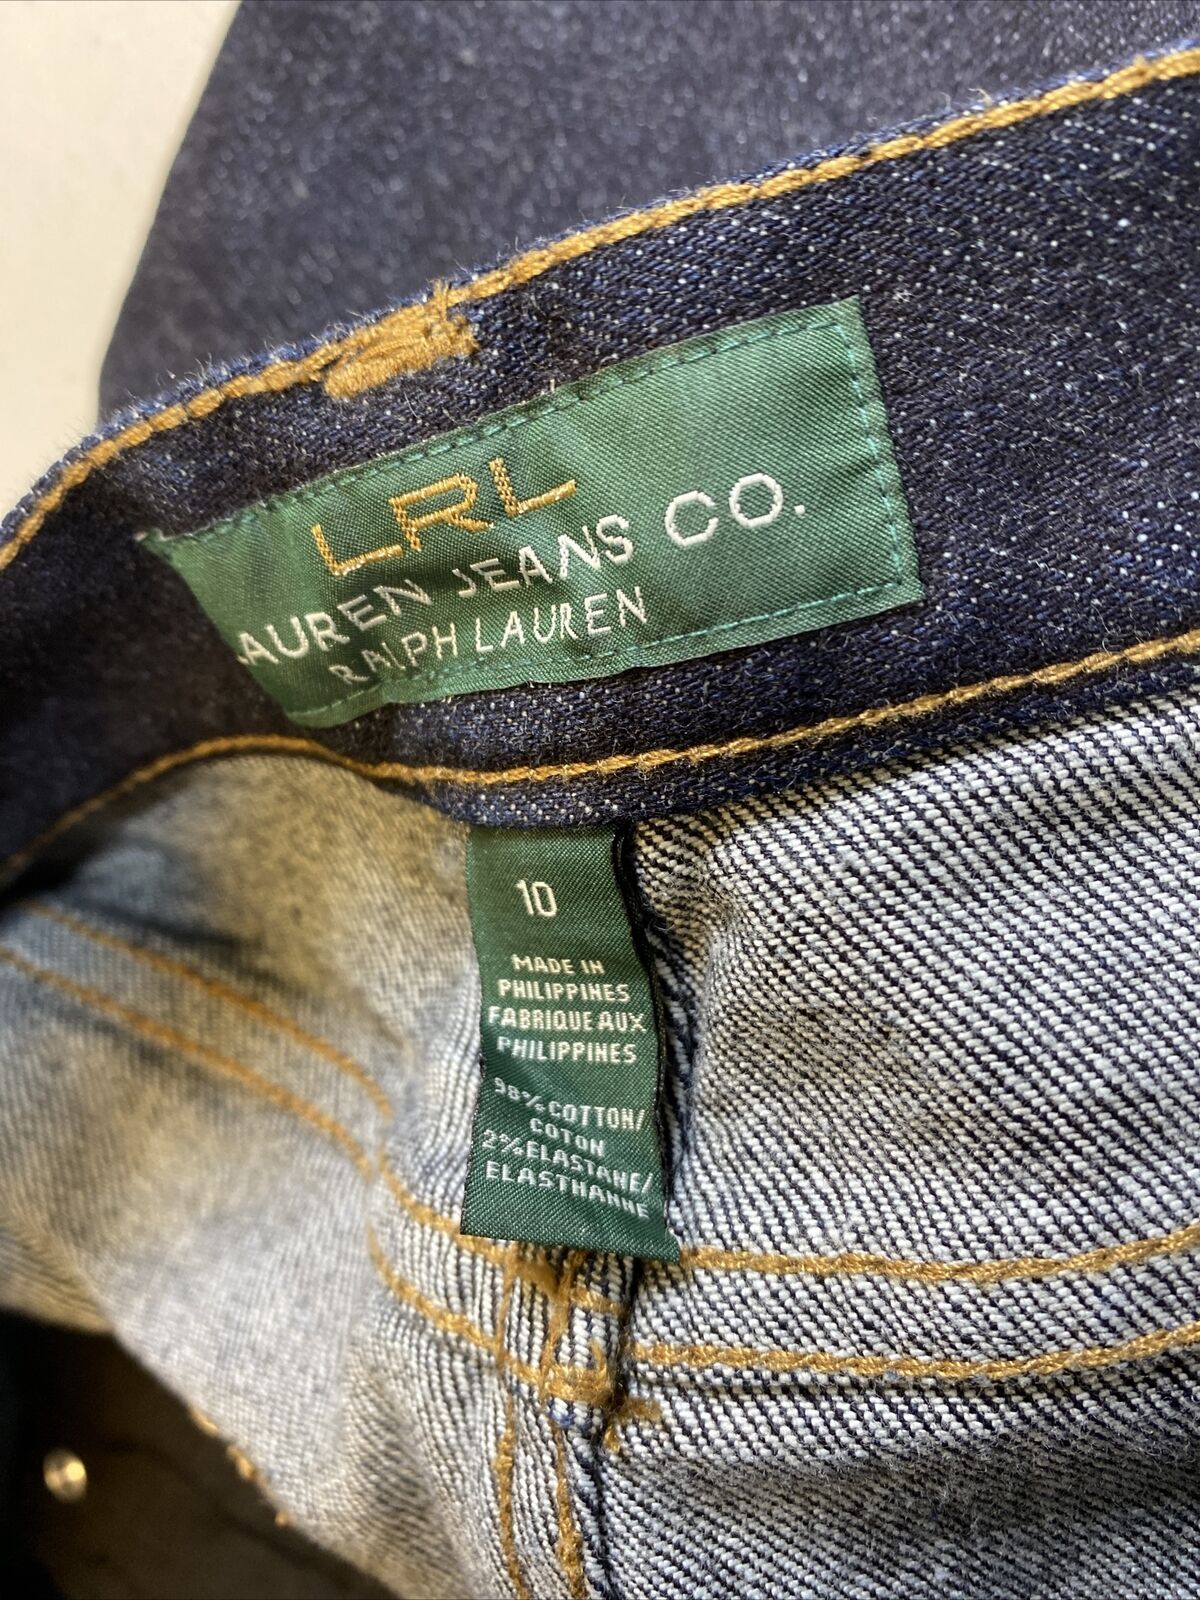 LRL
LAUREN JEANS CO.
RALPH LAUREN
10
MADE IN
PHILIPPINES
FABRIQUE AUX
PHILIPPINES
98% COTTON/
COTON
2% ELASTANE/
ELASTHANNE